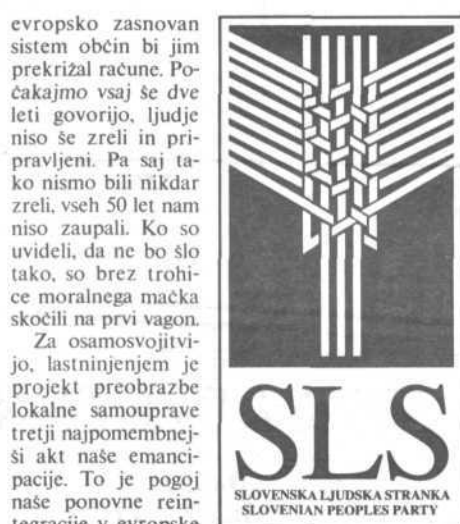 evropsko zasnovan
sistem občin bi jim
prekrižal račune. Po-
čakajmo vsaj še dve
leti govorijo, ljudje
niso še zreli in pri-
pravljeni. Pa saj ta-
ko nismo bili nikdar
zreli, vseh 50 let nam
niso zaupali. Ko so
uvideli, da ne bo šlo
tako, so brez trohi-
ce moralnega mačka
skočili na prvi vagon.
Za osamosvojitvi-
jo, lastninjenjem je
projekt preobrazbe
lokalne samouprave
tretji najpomembnej-
ši akt naše emanci-
pacije. To je pogoj
naše ponovne rein-
tegracije v evropske
SLS
SLOVENSKA LJUDSKA STRANKA
SLOVENIAN PEOPLES PARTY